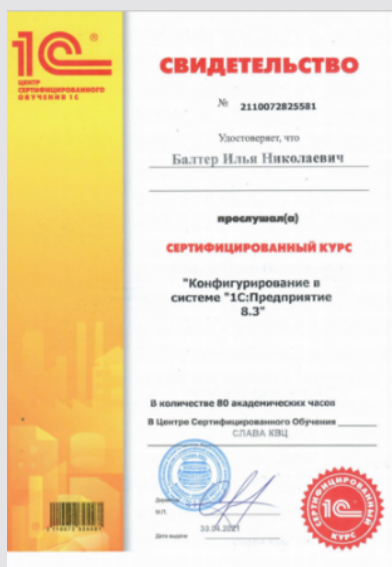 1С®
ЦЕНТР
СЕРТИФИЦИРОВАННОГО
ОБУЧЕНИЯ 1С
СВИДЕТЕЛЬСТВО
№ 2110072825581
Удостоверяет, что
Балтер Илья Николаевич
прослушал(а)
СЕРТИФИЦИРОВАННЫЙ КУРС
"Конфигурирование в
системе "1С:Предприятие
8.3"
В количестве 80 академических часов
В Центре Сертифицированного Обучения
СЛАВА КВЦ
Директор
М.П.
30.04.2021
Дата выдачи
СЕРТИФИЦИРОВАННЫЙ
1С
КУРС